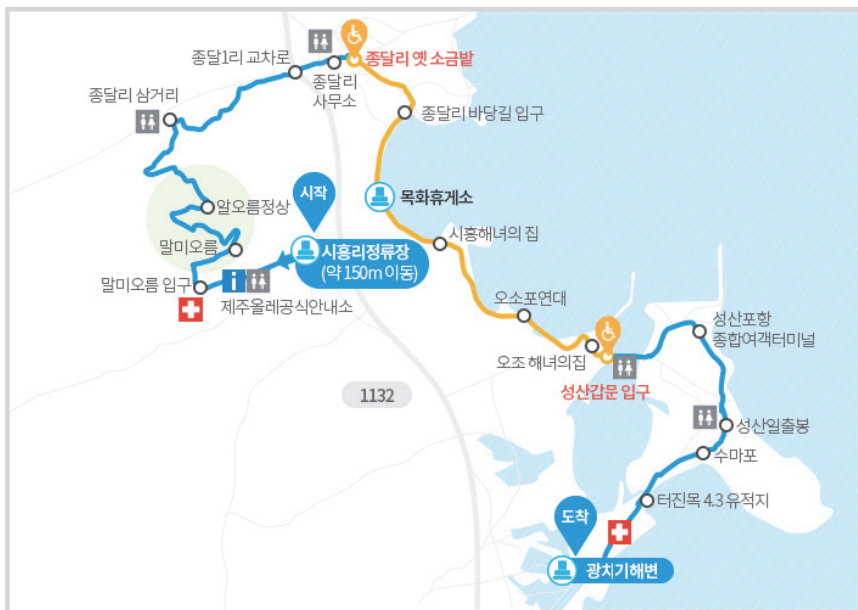 종달1리 교차로
종달리
사무소
종달리 옛 소금밭
종달리 삼거리
종달리 바당길 입구
시작
목화휴게소
알오름정상
시흥해녀의 집
말미오름
시흥리정류장
(약 150m 이동)
말미오름 입구
i
제주올레공식안내소
오소포연대
성산포항
종합여객터미널
오조 해녀의집
성산갑문 입구
1132
성산일출봉
수마포
터진목 4.3 유적지
도착
광치기해변